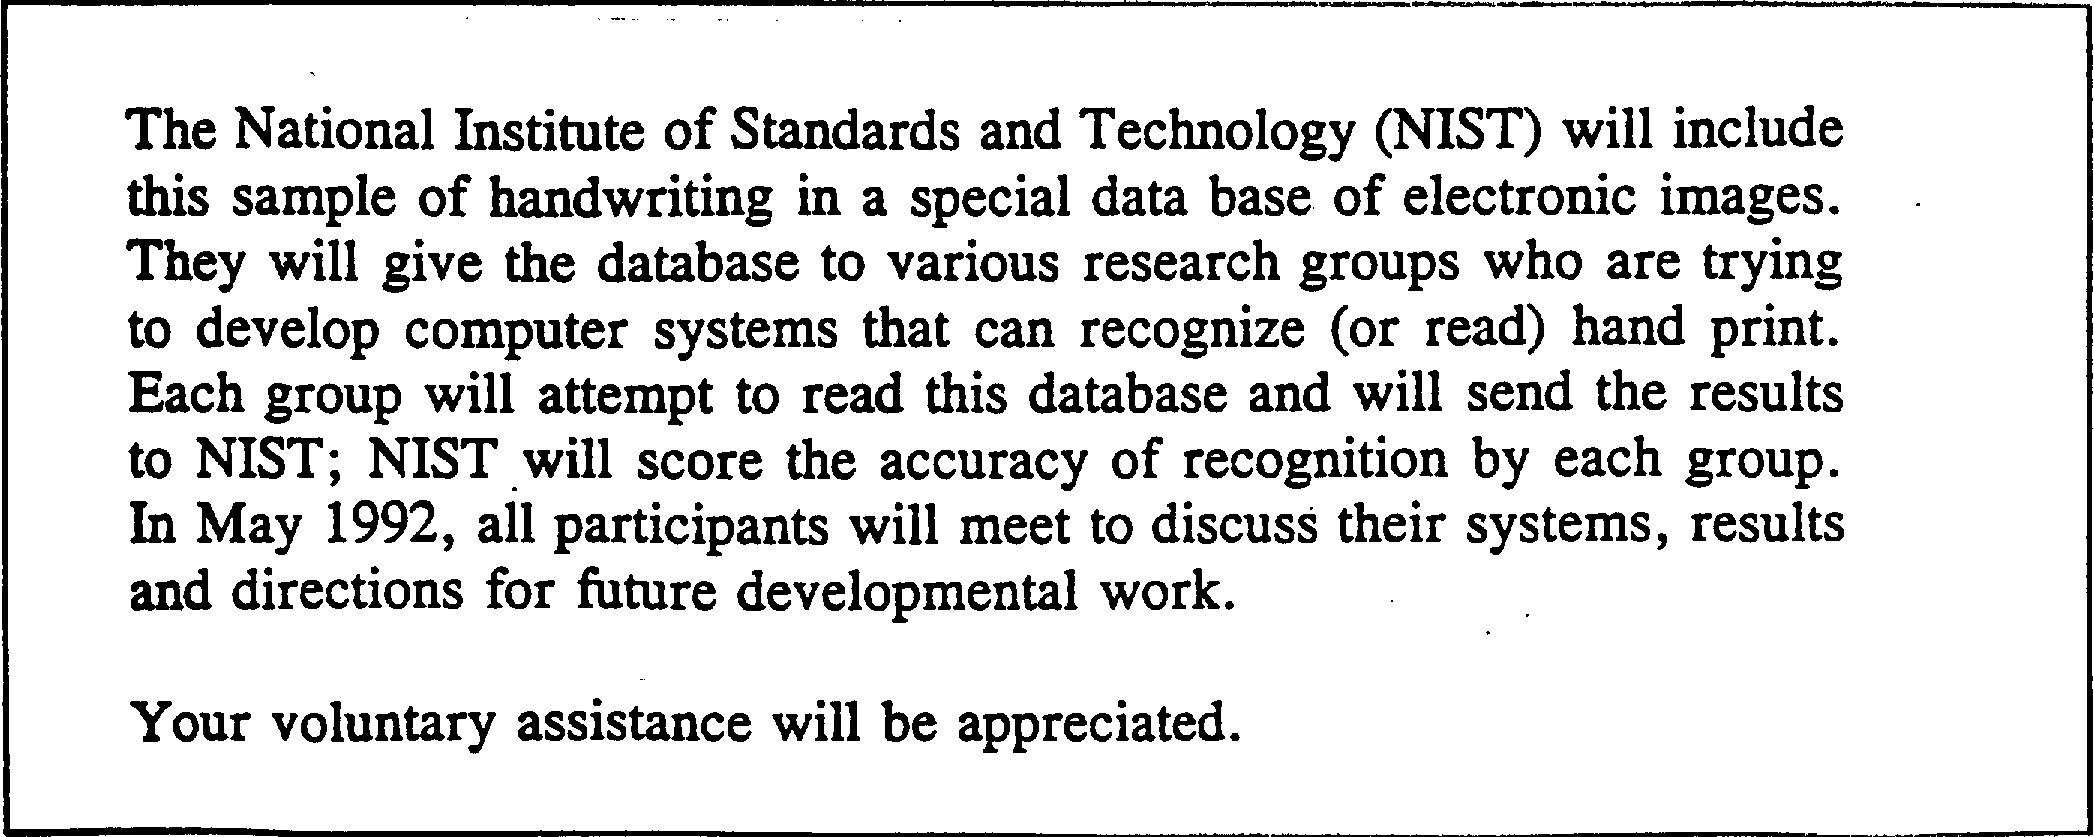 The National Institute of Standards and Technology (NIST) will include
this sample of handwriting in a special data base of electronic images.
They will give the database to various research groups who are trying
to develop computer systems that can recognize (or read) hand print.
Each group will attempt to read this database and will send the results
to NIST; NIST will score the accuracy of recognition by each group.
In May 1992, all participants will meet to discuss their systems, results
and directions for future developmental work.
Your voluntary assistance will be appreciated.